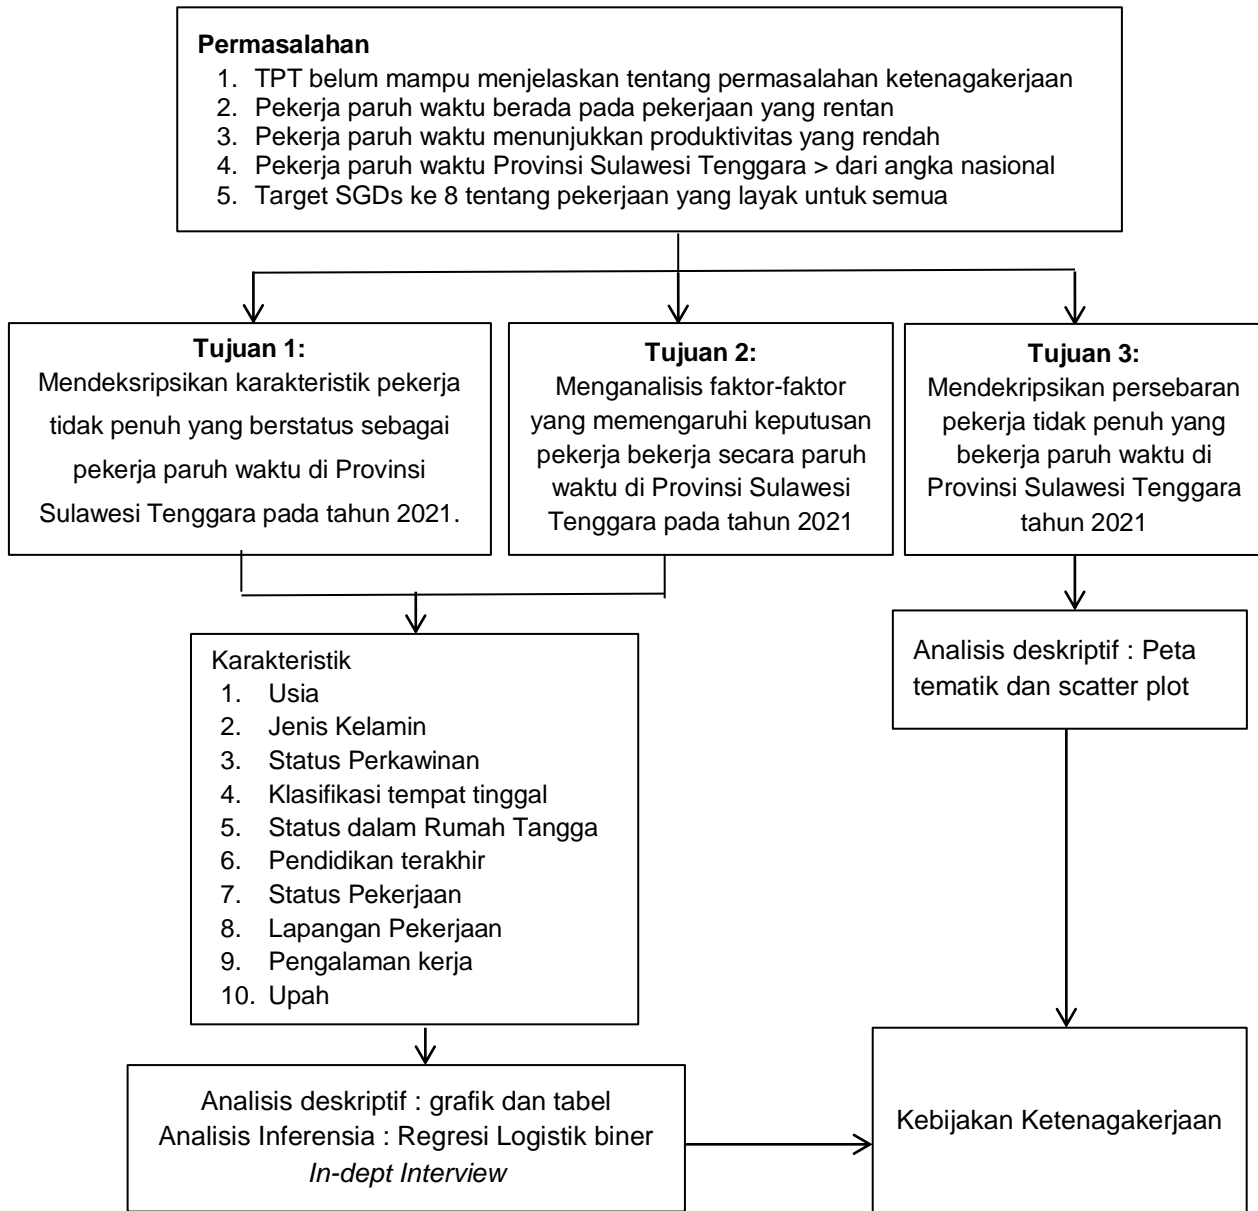 Permasalahan
1. TPT belum mampu menjelaskan tentang permasalahan ketenagakerjaan
2. Pekerja paruh waktu berada pada pekerjaan yang rentan
3. Pekerja paruh waktu menunjukkan produktivitas yang rendah
4. Pekerja paruh waktu Provinsi Sulawesi Tenggara > dari angka nasional
5. Target SGDs ke 8 tentang pekerjaan yang layak untuk semua
Tujuan 1:
Mendeksripsikan karakteristik pekerja
tidak penuh yang berstatus sebagai
pekerja paruh waktu di Provinsi
Sulawesi Tenggara pada tahun 2021.
Tujuan 2:
Menganalisis faktor-faktor
yang memengaruhi keputusan
pekerja bekerja secara paruh
waktu di Provinsi Sulawesi
Tenggara pada tahun 2021
Tujuan 3:
Mendekripsikan persebaran
pekerja tidak penuh yang
bekerja paruh waktu di
Provinsi Sulawesi Tenggara
tahun 2021
Karakteristik
1. Usia
2. Jenis Kelamin
3. Status Perkawinan
4. Klasifikasi tempat tinggal
5. Status dalam Rumah Tangga
6. Pendidikan terakhir
7. Status Pekerjaan
8. Lapangan Pekerjaan
9. Pengalaman kerja
10. Upah
Analisis deskriptif : Peta
tematik dan scatter plot
Analisis deskriptif : grafik dan tabel
Analisis Inferensia : Regresi Logistik biner
In-dept Interview
Kebijakan Ketenagakerjaan